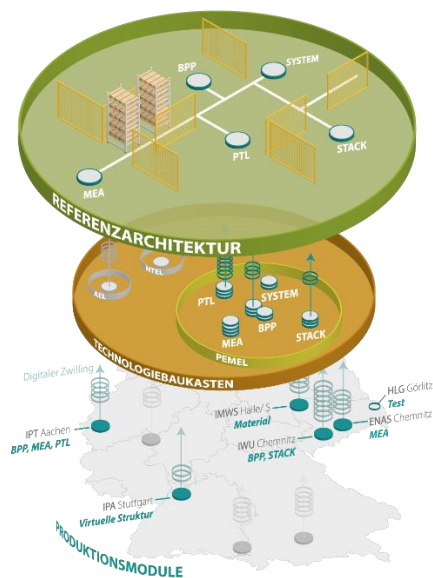 BPP
SYSTEM
PTL
STACK
MEA
REFERENZARCHITEKTUR
HTEL
AEL
PTL
SYSTEM
BPP
MEA
STACK
PEMEL
TECHNOLOGIEBAUKASTEN
Digitaler Zwilling
IPT Aachen
BPP, MEA, PTL
IMWS Halle/ S
Material
HLG Görlitz
Test
ENAS Chemnitz
MEA
IWU Chemnitz
BPP, STACK
IPA Stuttgart
Virtuelle Struktur
PRODUKTIONSMODULE